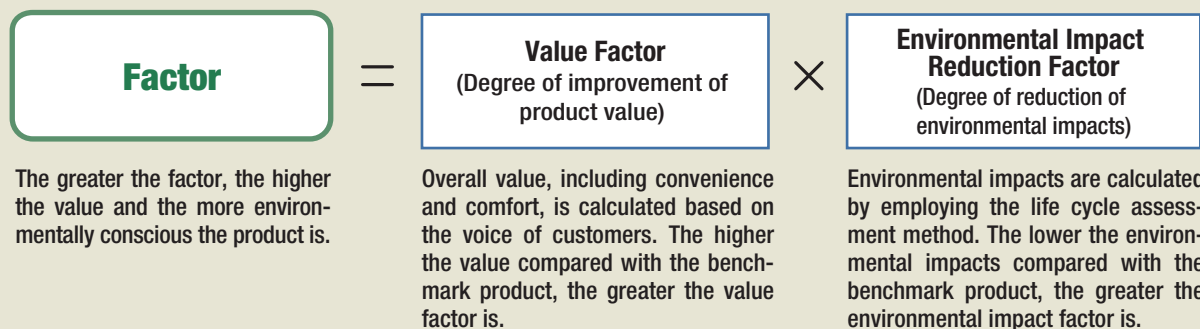 Factor
=
Value Factor
(Degree of improvement of
product value)
×
Environmental Impact
Reduction Factor
(Degree of reduction of
environmental impacts)
The greater the factor, the higher
the value and the more environ-
mentally conscious the product is.
Overall value, including convenience
and comfort, is calculated based on
the voice of customers. The higher
the value compared with the bench-
mark product, the greater the value
factor is.
Environmental impacts are calculated
by employing the life cycle assess-
ment method. The lower the environ-
mental impacts compared with the
benchmark product, the greater the
environmental impact factor is.